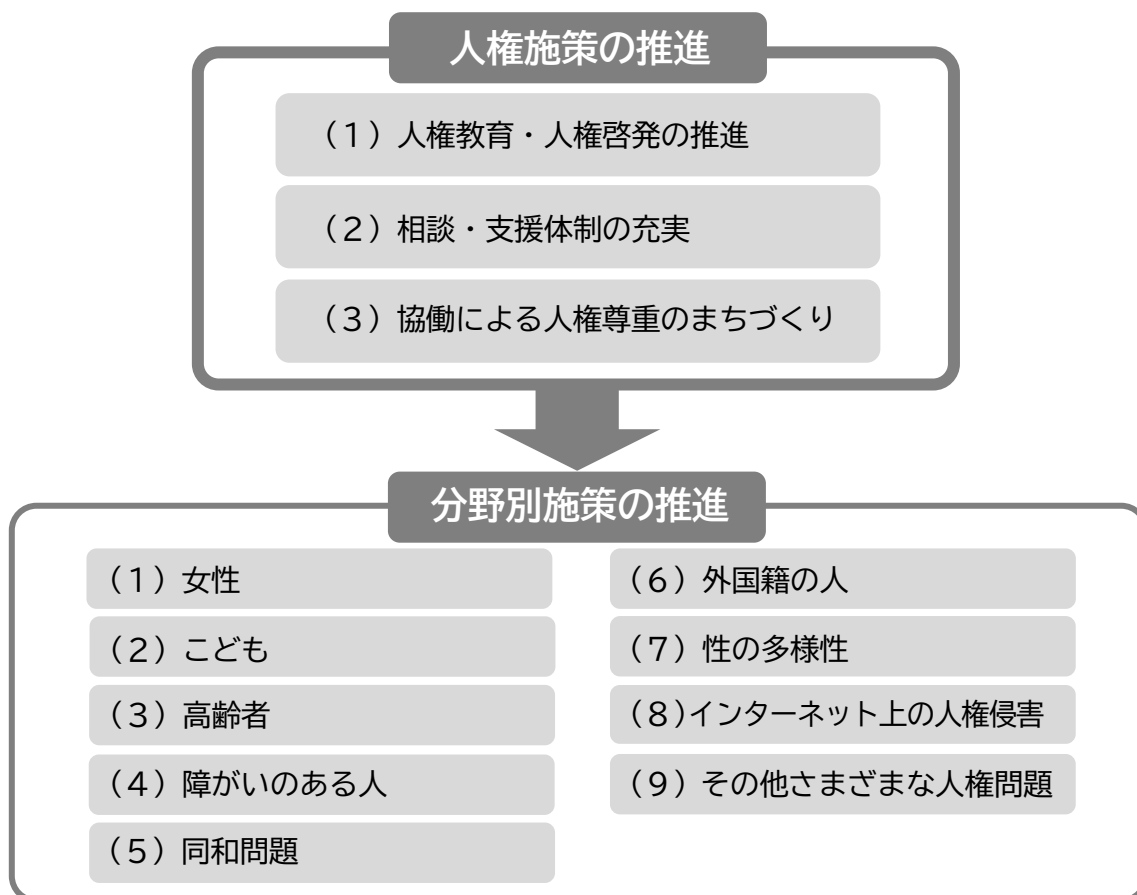 人権施策の推進
（1）人権教育・人権啓発の推進
（2）相談・支援体制の充実
（3）協働による人権尊重のまちづくり
分野別施策の推進
（1）女性
（2）こども
（3）高齢者
（4）障がいのある人
（5）同和問題
（6）外国籍の人
（7）性の多様性
（8）インターネット上の人権侵害
（9）その他さまざまな人権問題